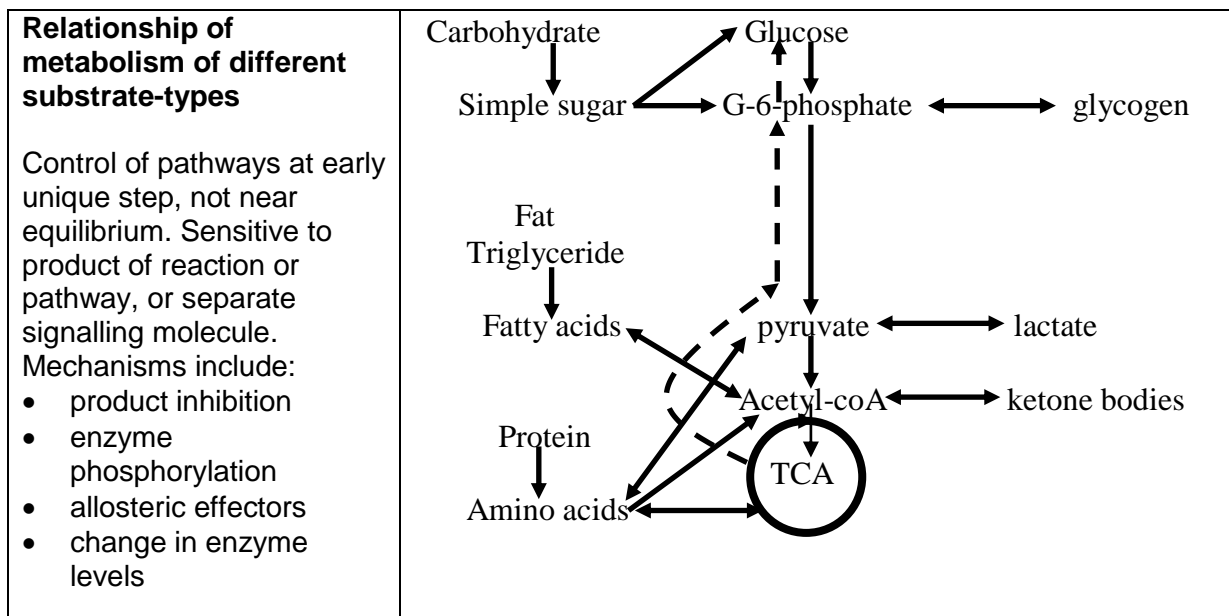 Relationship of
metabolism of different
substrate-types
Control of pathways at early
unique step, not near
equilibrium. Sensitive to
product of reaction or
pathway, or separate
signalling molecule.
Mechanisms include:
• product inhibition
• enzyme
phosphorylation
• allosteric effectors
• change in enzyme
levels
Carbohydrate
Glucose
Simple sugar
G-6-phosphate
glycogen
Fat
Triglyceride
Fatty acids
pyruvate
lactate
Acetyl-coA
ketone bodies
Protein
TCA
Amino acids